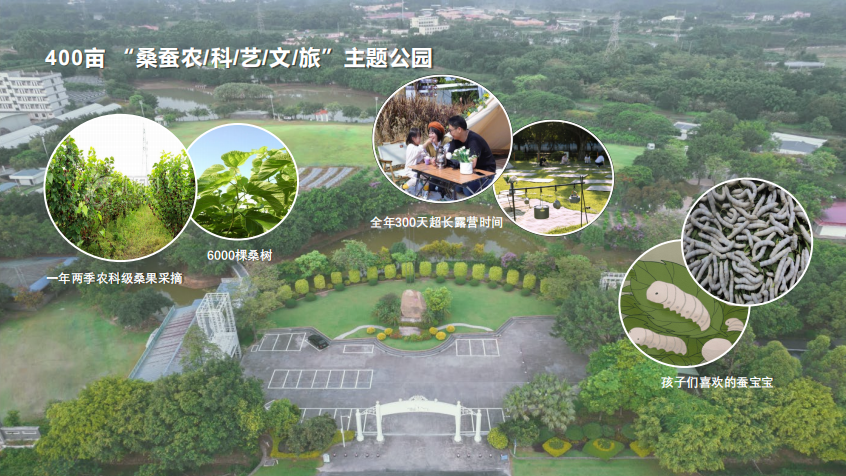 400亩 “桑蚕农/科/艺/文/旅” 主题公园
全年300天超长露营时间
6000棵桑树
一年两季农科级桑果采摘
孩子们喜欢的蚕宝宝